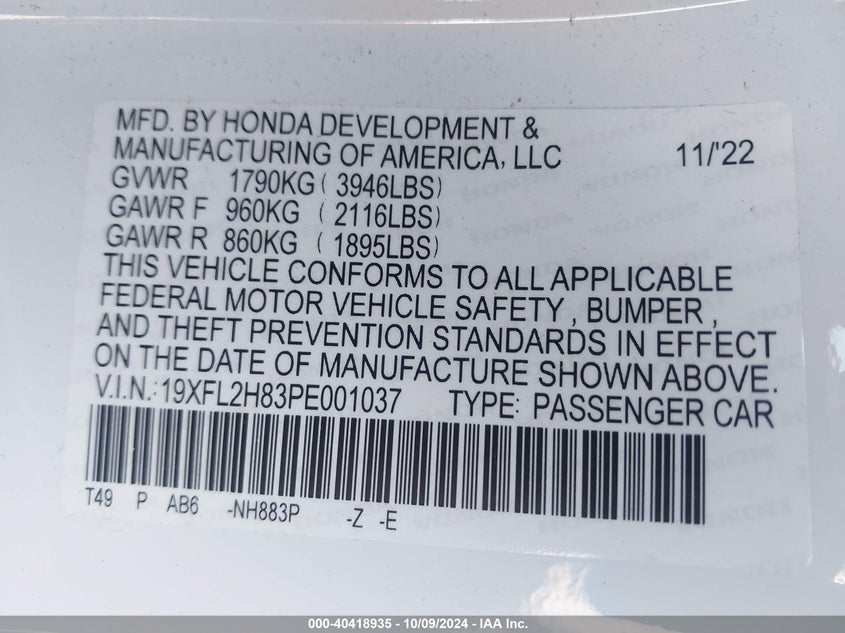 MFD. BY HONDA DEVELOPMENT &
MANUFACTURING OF AMERICA, LLC 11/'22
GVWR 1790KG ( 3946LBS)
GAWR F 960KG ( 2116LBS)
GAWR R 860KG ( 1895LBS)
THIS VEHICLE CONFORMS TO ALL APPLICABLE
FEDERAL MOTOR VEHICLE SAFETY , BUMPER ,
AND THEFT PREVENTION STANDARDS IN EFFECT
ON THE DATE OF MANUFACTURE SHOWN ABOVE.
V.I.N.: 19XFL2H83PE001037 TYPE: PASSENGER CAR
T49 P AB6 -NH883P -Z -E
000-40418935 - 10/09/2024 - IAA Inc.